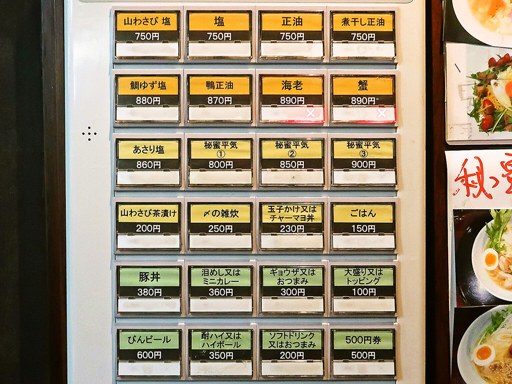 山わさび 塩
750円
塩
750円
正油
750円
煮干し正油
750円
鯛ゆず塩
880円
鴨正油
870円
海老
890円
蟹
890円
あさり塩
860円
秘蜜平気
①
800円
秘蜜平気
②
850円
秘蜜平気
③
900円
山わさび茶漬け
200円
〆の雑炊
250円
玉子かけ又は
チャーマヨ丼
230円
ごはん
150円
豚丼
380円
泪めし又は
ミニカレー
360円
ギョウザ又は
おつまみ
300円
大盛り又は
トッピング
100円
びんビール
600円
酎ハイ又は
ハイボール
350円
ソフトドリンク
又はおつまみ
200円
500円券
500円